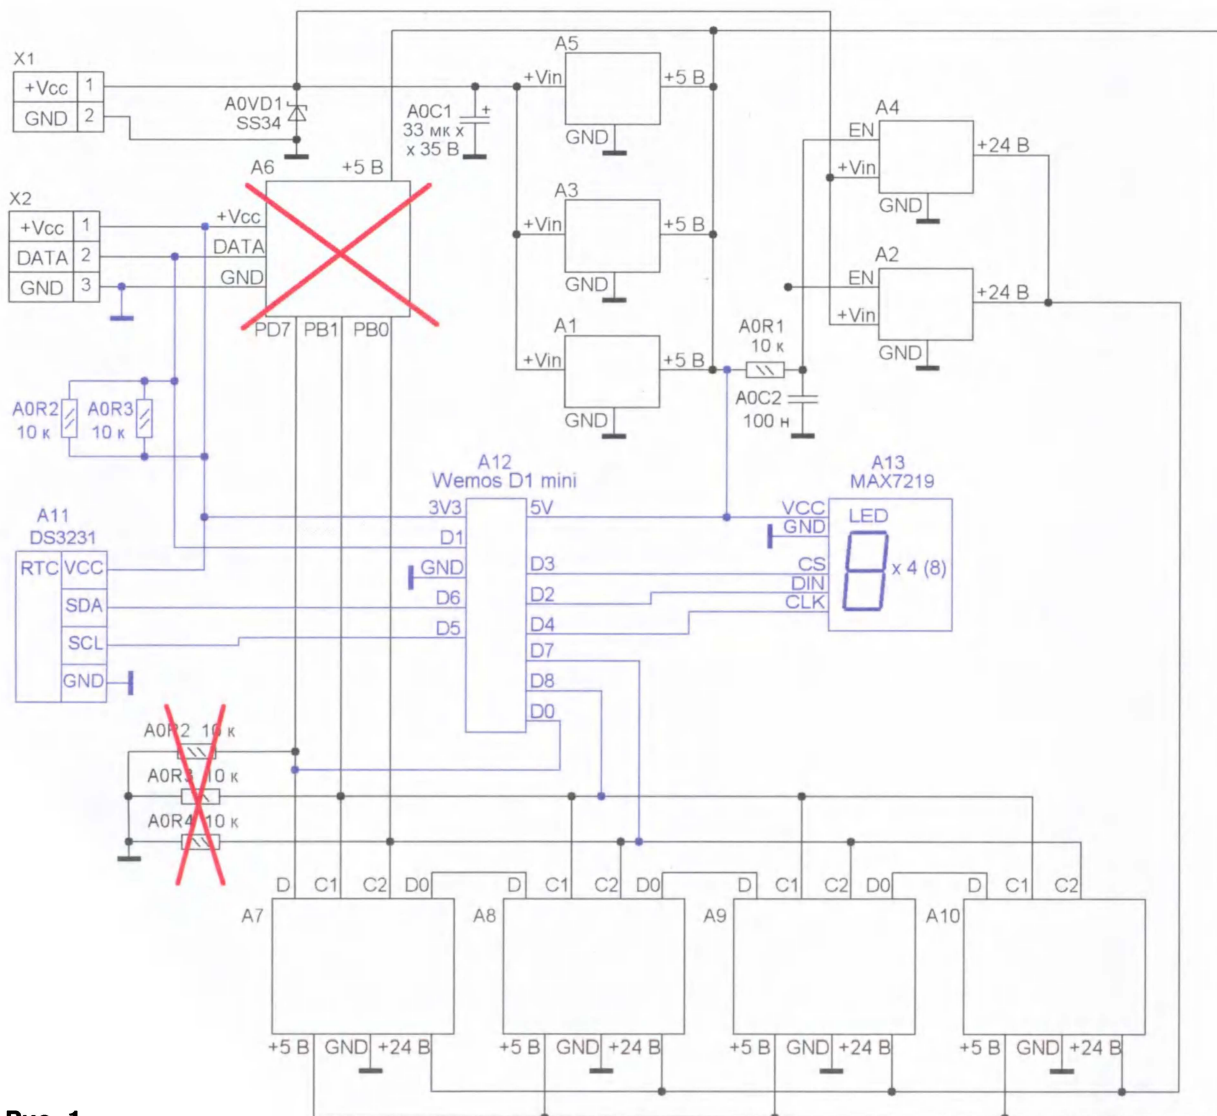 X1
+Vcc 1
GND 2
A0VD1
SS34
A0C1
33 мк x
x 35 В
+
A5
+Vin
+5 В
GND
A4
EN
+Vin
+24 В
GND
A6
+5 В
X2
+Vcc 1
DATA 2
GND 3
+Vcc
DATA
GND
PD7 PB1 PB0
A3
+Vin
+5 В
GND
A2
EN
+24 В
+Vin
GND
A1
+Vin
+5 В
GND
A0R1
10 к
A0C2
100 н
A0R2
10 к
A0R3
10 к
A12
Wemos D1 mini
3V3
D1
GND
D6
D5
5V
D3
D2
D4
D7
D8
D0
A13
MAX7219
VCC
GND
CS
DIN
CLK
LED
8 x 4 (8)
A11
DS3231
RTC VCC
SDA
SCL
GND
A0R2 10 к
A0R3 10 к
A0R4 10 к
D C1 C2 D0 D C1 C2 D0 D C1 C2 D0 D C1 C2
A7 A8 A9 A10
+5 В GND +24 В +5 В GND +24 В +5 В GND +24 В +5 В GND +24 В
Рис. 1